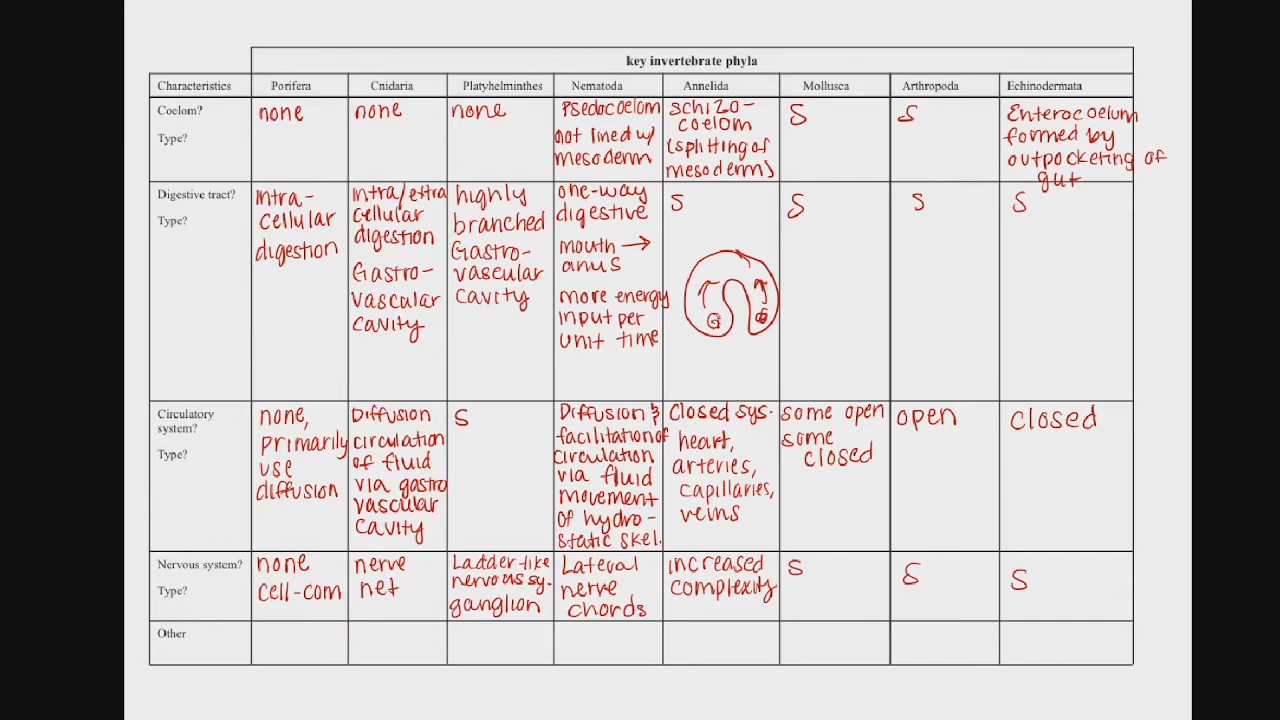 key invertebrate phyla
Characteristics Porifera Cnidaria Platyhelminthes Nematoda Annelida Mollusca Arthropoda Echinodermata
Coelom?
Type?
none
none
none
Psedocoelom
not lined w/
mesoderm
schizo-
coelom
(splitting of
mesoderm)
S
S
Enterocoelum
formed by
outpocketing of
gut
Digestive tract?
Type?
Intra-
cellular
digestion
Intra/extra
cellular
digestion
Gastro-
vascular
cavity
highly
branched
Gastro-
vascular
cavity
one-way
digestive
mouth →
anus
more energy
input per
unit time
S
S
S
S
Circulatory
system?
Type?
none,
primarily
use
diffusion
Diffusion
circulation
of fluid
via gastro
vascular
cavity
S
Diffusion &
facilitation of
circulation
via fluid
movement
of hydro-
static skel.
Closed sys.
heart,
arteries,
capillaries,
veins
some open
some
closed
open
closed
Nervous system?
Type?
none
cell-com
nerve
net
Ladder-like
nervous sy.
ganglion
Lateral
nerve
chords
increased
complexity
S
S
S
Other